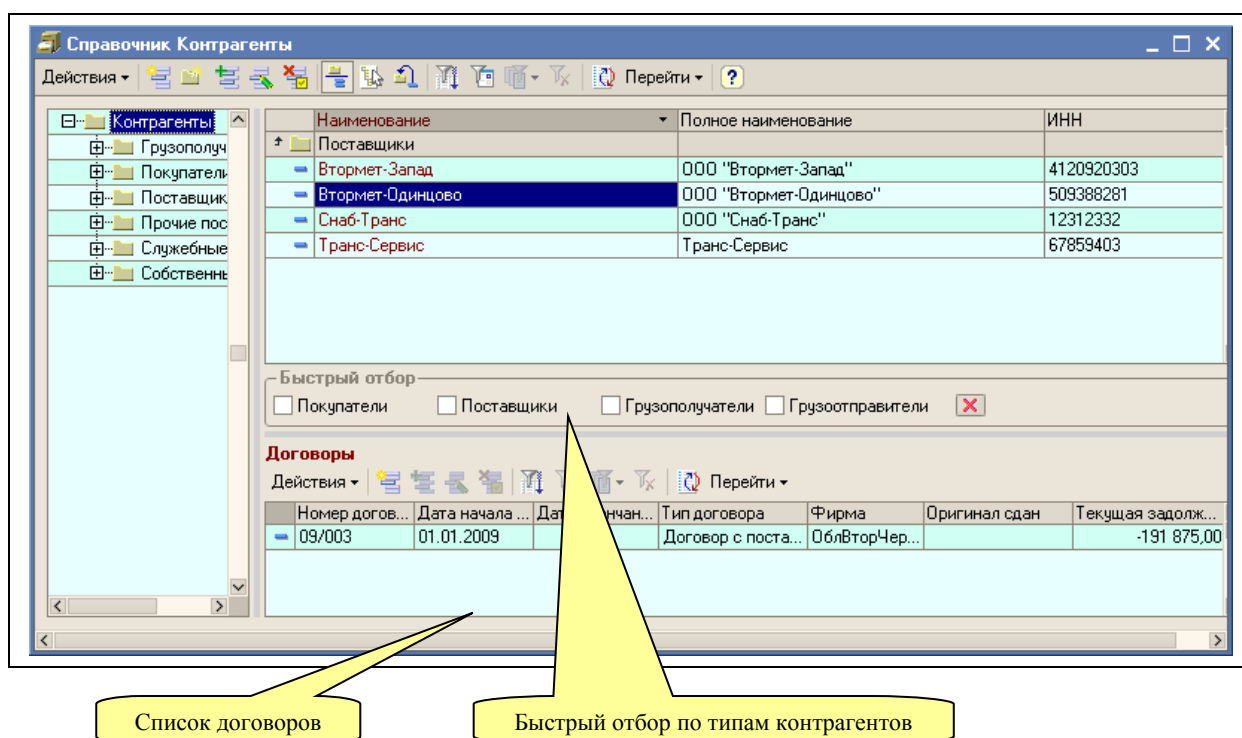 Справочник Контрагенты
Действия Перейти ?
Контрагенты
Грузополуч
Покупатели
Поставщик
Прочие пос
Служебные
Собственнь
Наименование Полное наименование ИНН
Поставщики
Втормет-Запад ООО "Втормет-Запад" 4120920303
Втормет-Одинцово ООО "Втормет-Одинцово" 509388281
Снаб-Транс ООО "Снаб-Транс" 12312332
Транс-Сервис Транс-Сервис 67859403
Быстрый отбор
Покупатели Поставщики Грузополучатели Грузоотправители
Договоры
Действия Перейти
Номер догов... Дата начала ... Дат нчан... Тип договора Фирма Оригинал сдан Текущая задолж...
09/003 01.01.2009 Договор с поста... ОблВторЧер... -191 875,00
Список договоров
Быстрый отбор по типам контрагентов